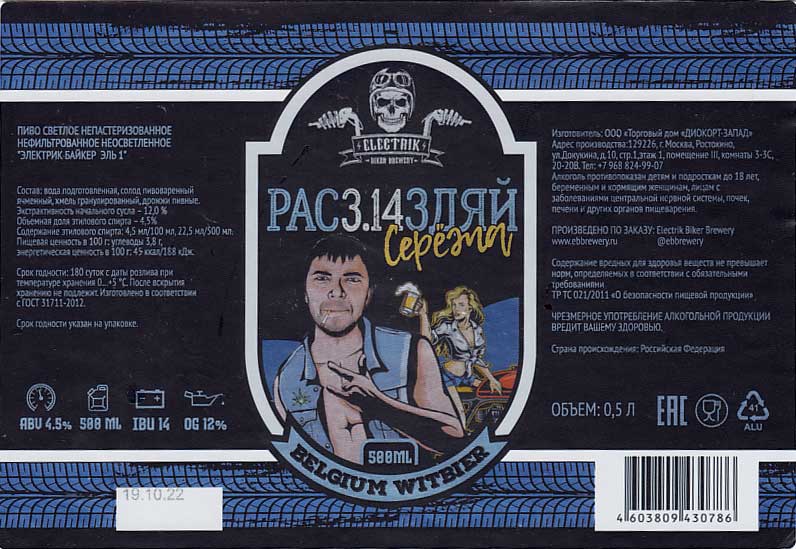 ПИВО СВЕТЛОЕ НЕПАСТЕРИЗОВАННОЕ
НЕФИЛЬТРОВАННОЕ НЕОСВЕТЛЕННОЕ
"ЭЛЕКТРИК БАЙКЕР ЭЛЬ 1"
Состав: вода подготовленная, солод пивоваренный
ячменный, хмель гранулированный, дрожжи пивные.
Экстрактивность начального сусла – 12,0 %
Объемная доля этилового спирта – 4,5%
Содержание этилового спирта: 4,5 мл/100 мл, 22,5 мл/500 мл.
Пищевая ценность в 100 г: углеводы 3,8 г,
энергетическая ценность в 100 г: 45 ккал/188 кДж.
Срок годности: 180 суток с даты розлива при
температуре хранения 0...+5 °С. После вскрытия
хранению не подлежит. Изготовлено в соответствии
с ГОСТ 31711-2012.
Срок годности указан на упаковке.
ABV 4.5%
500 ML
IBU 14
OG 12%
19.10.22
ELECTRIK
BIKER BREWERY
РАС3.14ЗДЯЙ
Серёжа
500ML
BELGIUM WITBIER
Изготовитель: ООО «Торговый дом «ДИОКОРТ-ЗАПАД»
Адрес производства:129226, г. Москва, Ростокино,
ул.Докукина, д.10, стр.1,этаж 1, помещение III, комнаты 3-3С,
20-20В. Тел: +7 968 824-99-07
Алкоголь противопоказан детям и подросткам до 18 лет,
беременным и кормящим женщинам, лицам с
заболеваниями центральной нервной системы, почек,
печени и других органов пищеварения.
ПРОИЗВЕДЕНО ПО ЗАКАЗУ: Electrik Biker Brewery
www.ebbrewery.ru @ebbrewery
Содержание вредных для здоровья веществ не превышает
норм, определяемых в соответствии с обязательными
требованиями
ТР ТС 021/2011 «О безопасности пищевой продукции»
ЧРЕЗМЕРНОЕ УПОТРЕБЛЕНИЕ АЛКОГОЛЬНОЙ ПРОДУКЦИИ
ВРЕДИТ ВАШЕМУ ЗДОРОВЬЮ.
Страна происхождения: Российская Федерация
ОБЪЕМ: 0,5 Л
EAC
41
ALU
4 603809 430786